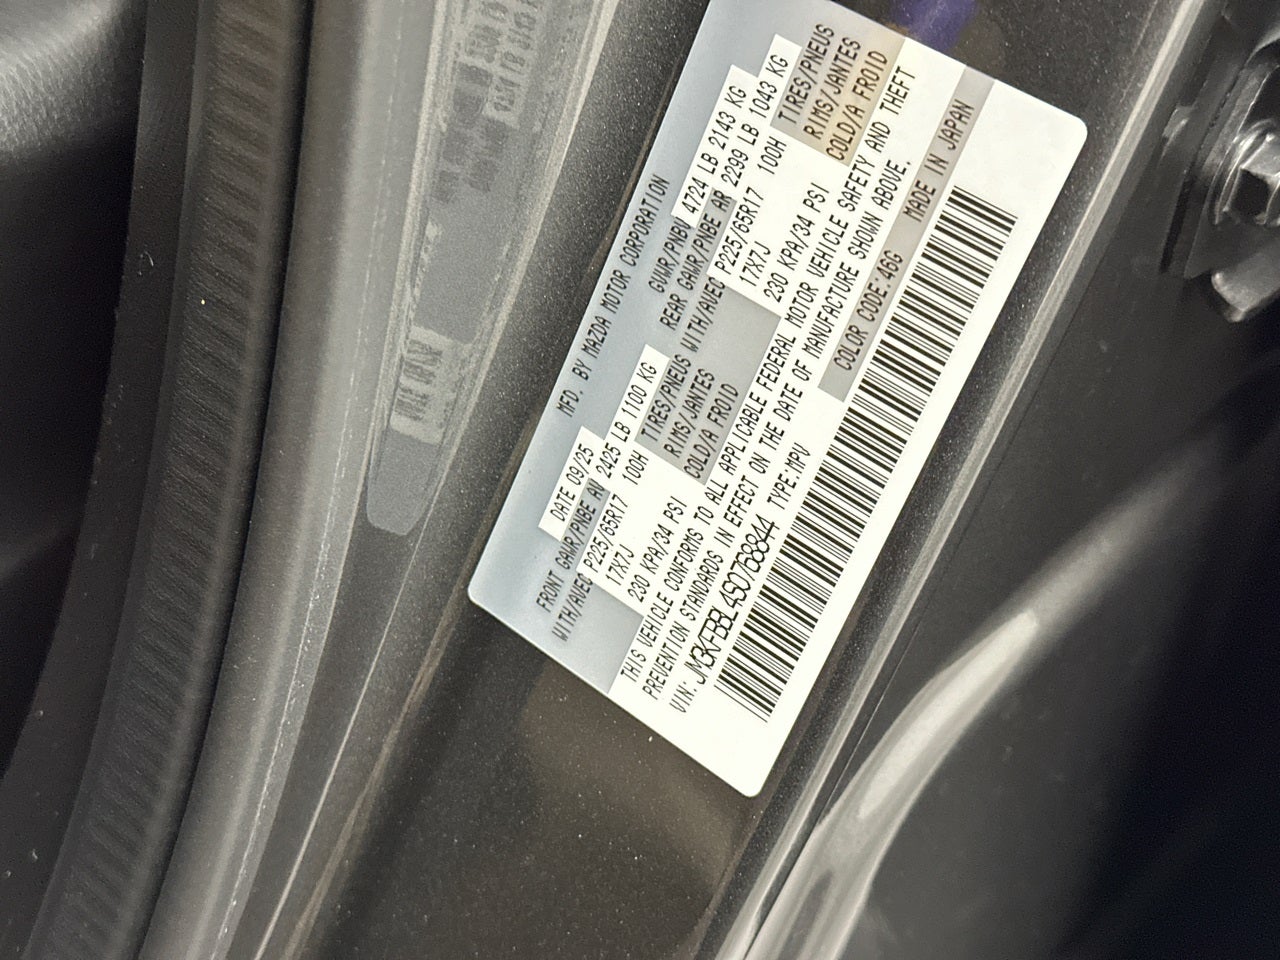 MFD. BY MAZDA MOTOR CORPORATION
DATE 09/25 GVWR/PNBV 4724 LB 2143 KG
FRONT GAWR/PNBE AV 2425 LB 1100 KG REAR GAWR/PNBE AR 2299 LB 1043 KG
WITH/AVEC P225/65R17 100H TIRES/PNEUS WITH/AVEC P225/65R17 100H TIRES/PNEUS
17X7J RIMS/JANTES 17X7J RIMS/JANTES
230 KPA/34 PSI COLD/A FROID 230 KPA/34 PSI COLD/A FROID
THIS VEHICLE CONFORMS TO ALL APPLICABLE FEDERAL MOTOR VEHICLE SAFETY AND THEFT
PREVENTION STANDARDS IN EFFECT ON THE DATE OF MANUFACTURE SHOWN ABOVE.
VIN: JM3KFBBL4S0768844 TYPE:MPV COLOR CODE:46G MADE IN JAPAN